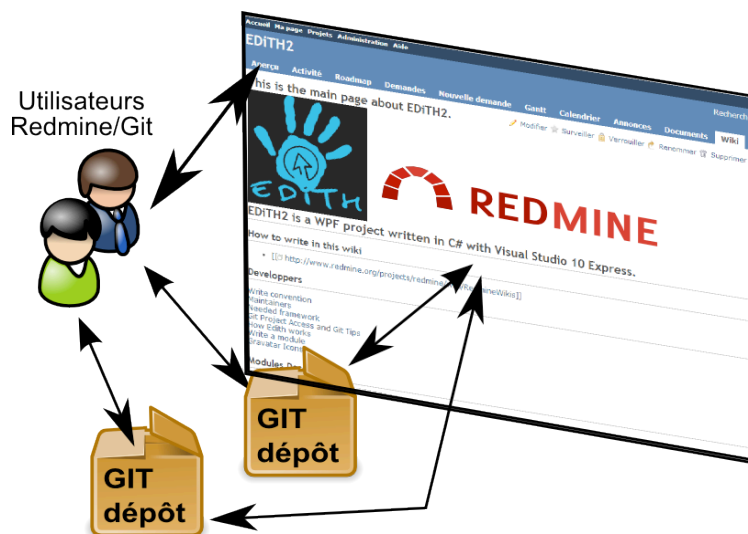 Accueil Ma page Projets Administration Aide
EDiTH2
Recherch
Aperçu Activité Roadmap Demandes Nouvelle demande Gantt Calendrier Annonces Documents Wiki
This is the main page about EDiTH2.
Modifier Surveiller Verrouiller Renommer Supprimer
Utilisateurs
Redmine/Git
EDITH
REDMINE
EDiTH2 is a WPF project written in C# with Visual Studio 10 Express.
How to write in this wiki
Developpers
Write convention
Maintainers
Needed framework
Git Project Access and Git Tips
How Edith works
Write a module
Gravatar Icons
Modules
GIT
dépôt
GIT
dépôt